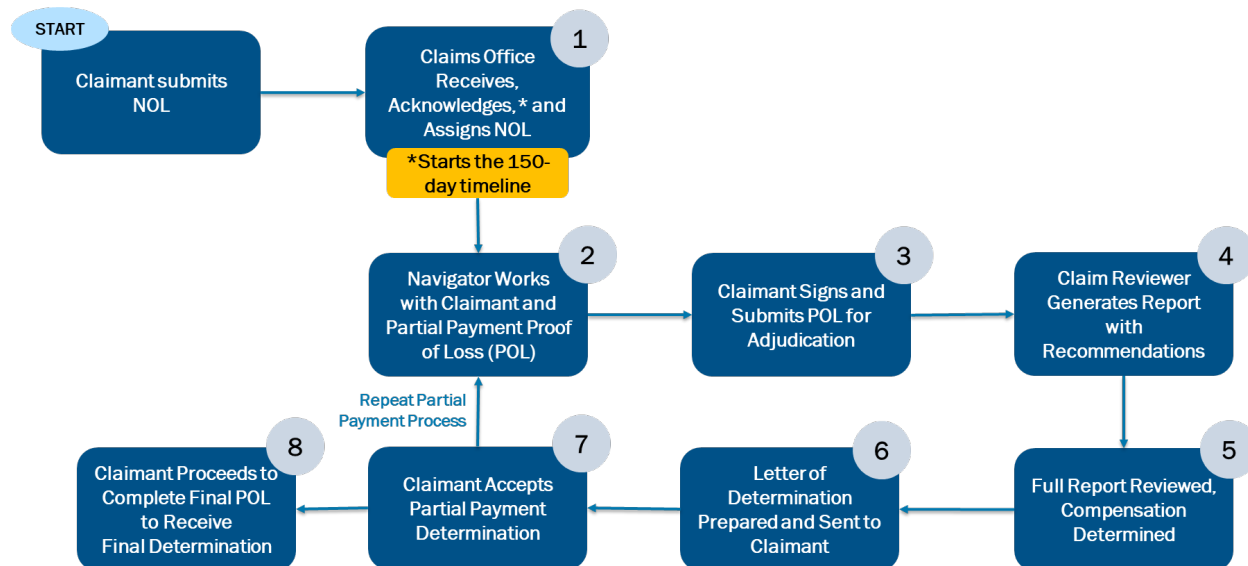 START
Claimant submits
NOL
1
Claims Office
Receives,
Acknowledges,* and
Assigns NOL
*Starts the 150-
day timeline
2
Navigator Works
with Claimant and
Partial Payment Proof
of Loss (POL)
3
Claimant Signs and
Submits POL for
Adjudication
4
Claim Reviewer
Generates Report
with
Recommendations
5
Full Report Reviewed,
Compensation
Determined
6
Letter of
Determination
Prepared and Sent to
Claimant
7
Claimant Accepts
Partial Payment
Determination
Repeat Partial
Payment Process
8
Claimant Proceeds to
Complete Final POL
to Receive
Final Determination